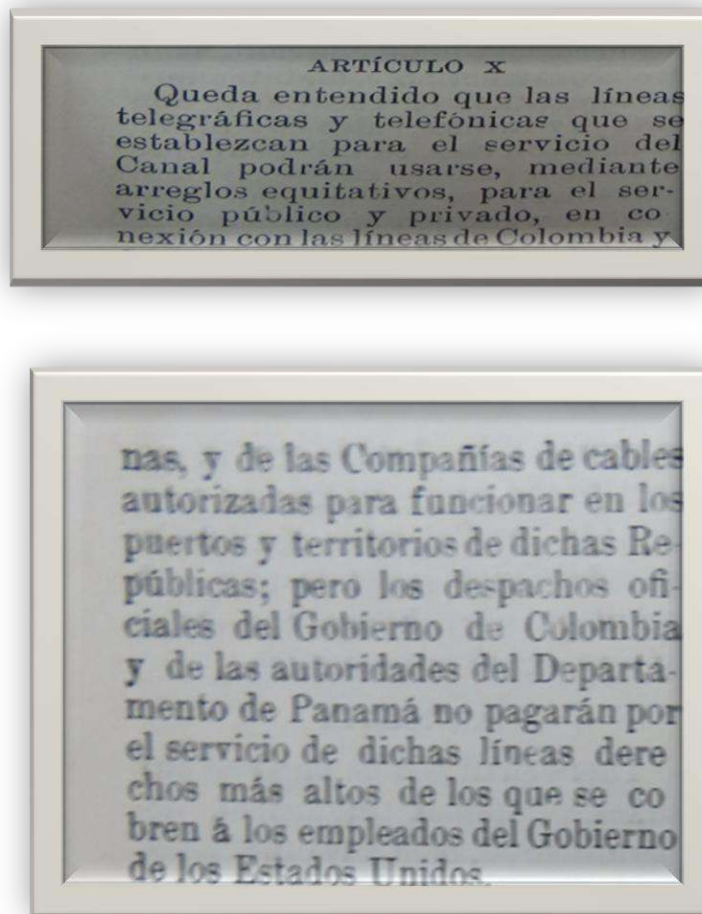 ARTÍCULO X
Queda entendido que las líneas
telegráficas y telefónicas que se
establezcan para el servicio del
Canal podrán usarse, mediante
arreglos equitativos, para el ser-
vicio público y privado, en co
nexión con las líneas de Colombia y
nas, y de las Compañías de cables
autorizadas para funcionar en los
puertos y territorios de dichas Re-
públicas; pero los despachos ofi-
ciales del Gobierno de Colombia
y de las autoridades del Departa-
mento de Panamá no pagarán por
el servicio de dichas líneas dere
chos más altos de los que se co
bren á los empleados del Gobierno
de los Estados Unidos.